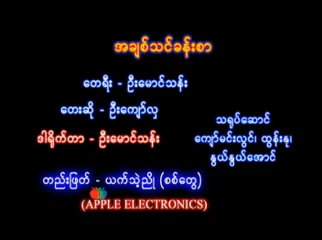 အချစ်သင်ခန်းစာ
တေရီး - ဦးမောင်သန်း
တေးဆို - ဦးကျော်လှ
ဒါရိုက်တာ - ဦးမောင်သန်း
သရုပ်ဆောင်
ကျော်မင်းလွင်၊ ထွန်းနု၊
နွယ်နွယ်အောင်
တည်းဖြတ် - ယက်သဲ့ညို (စစ်တွေ)
(APPLE ELECTRONICS)